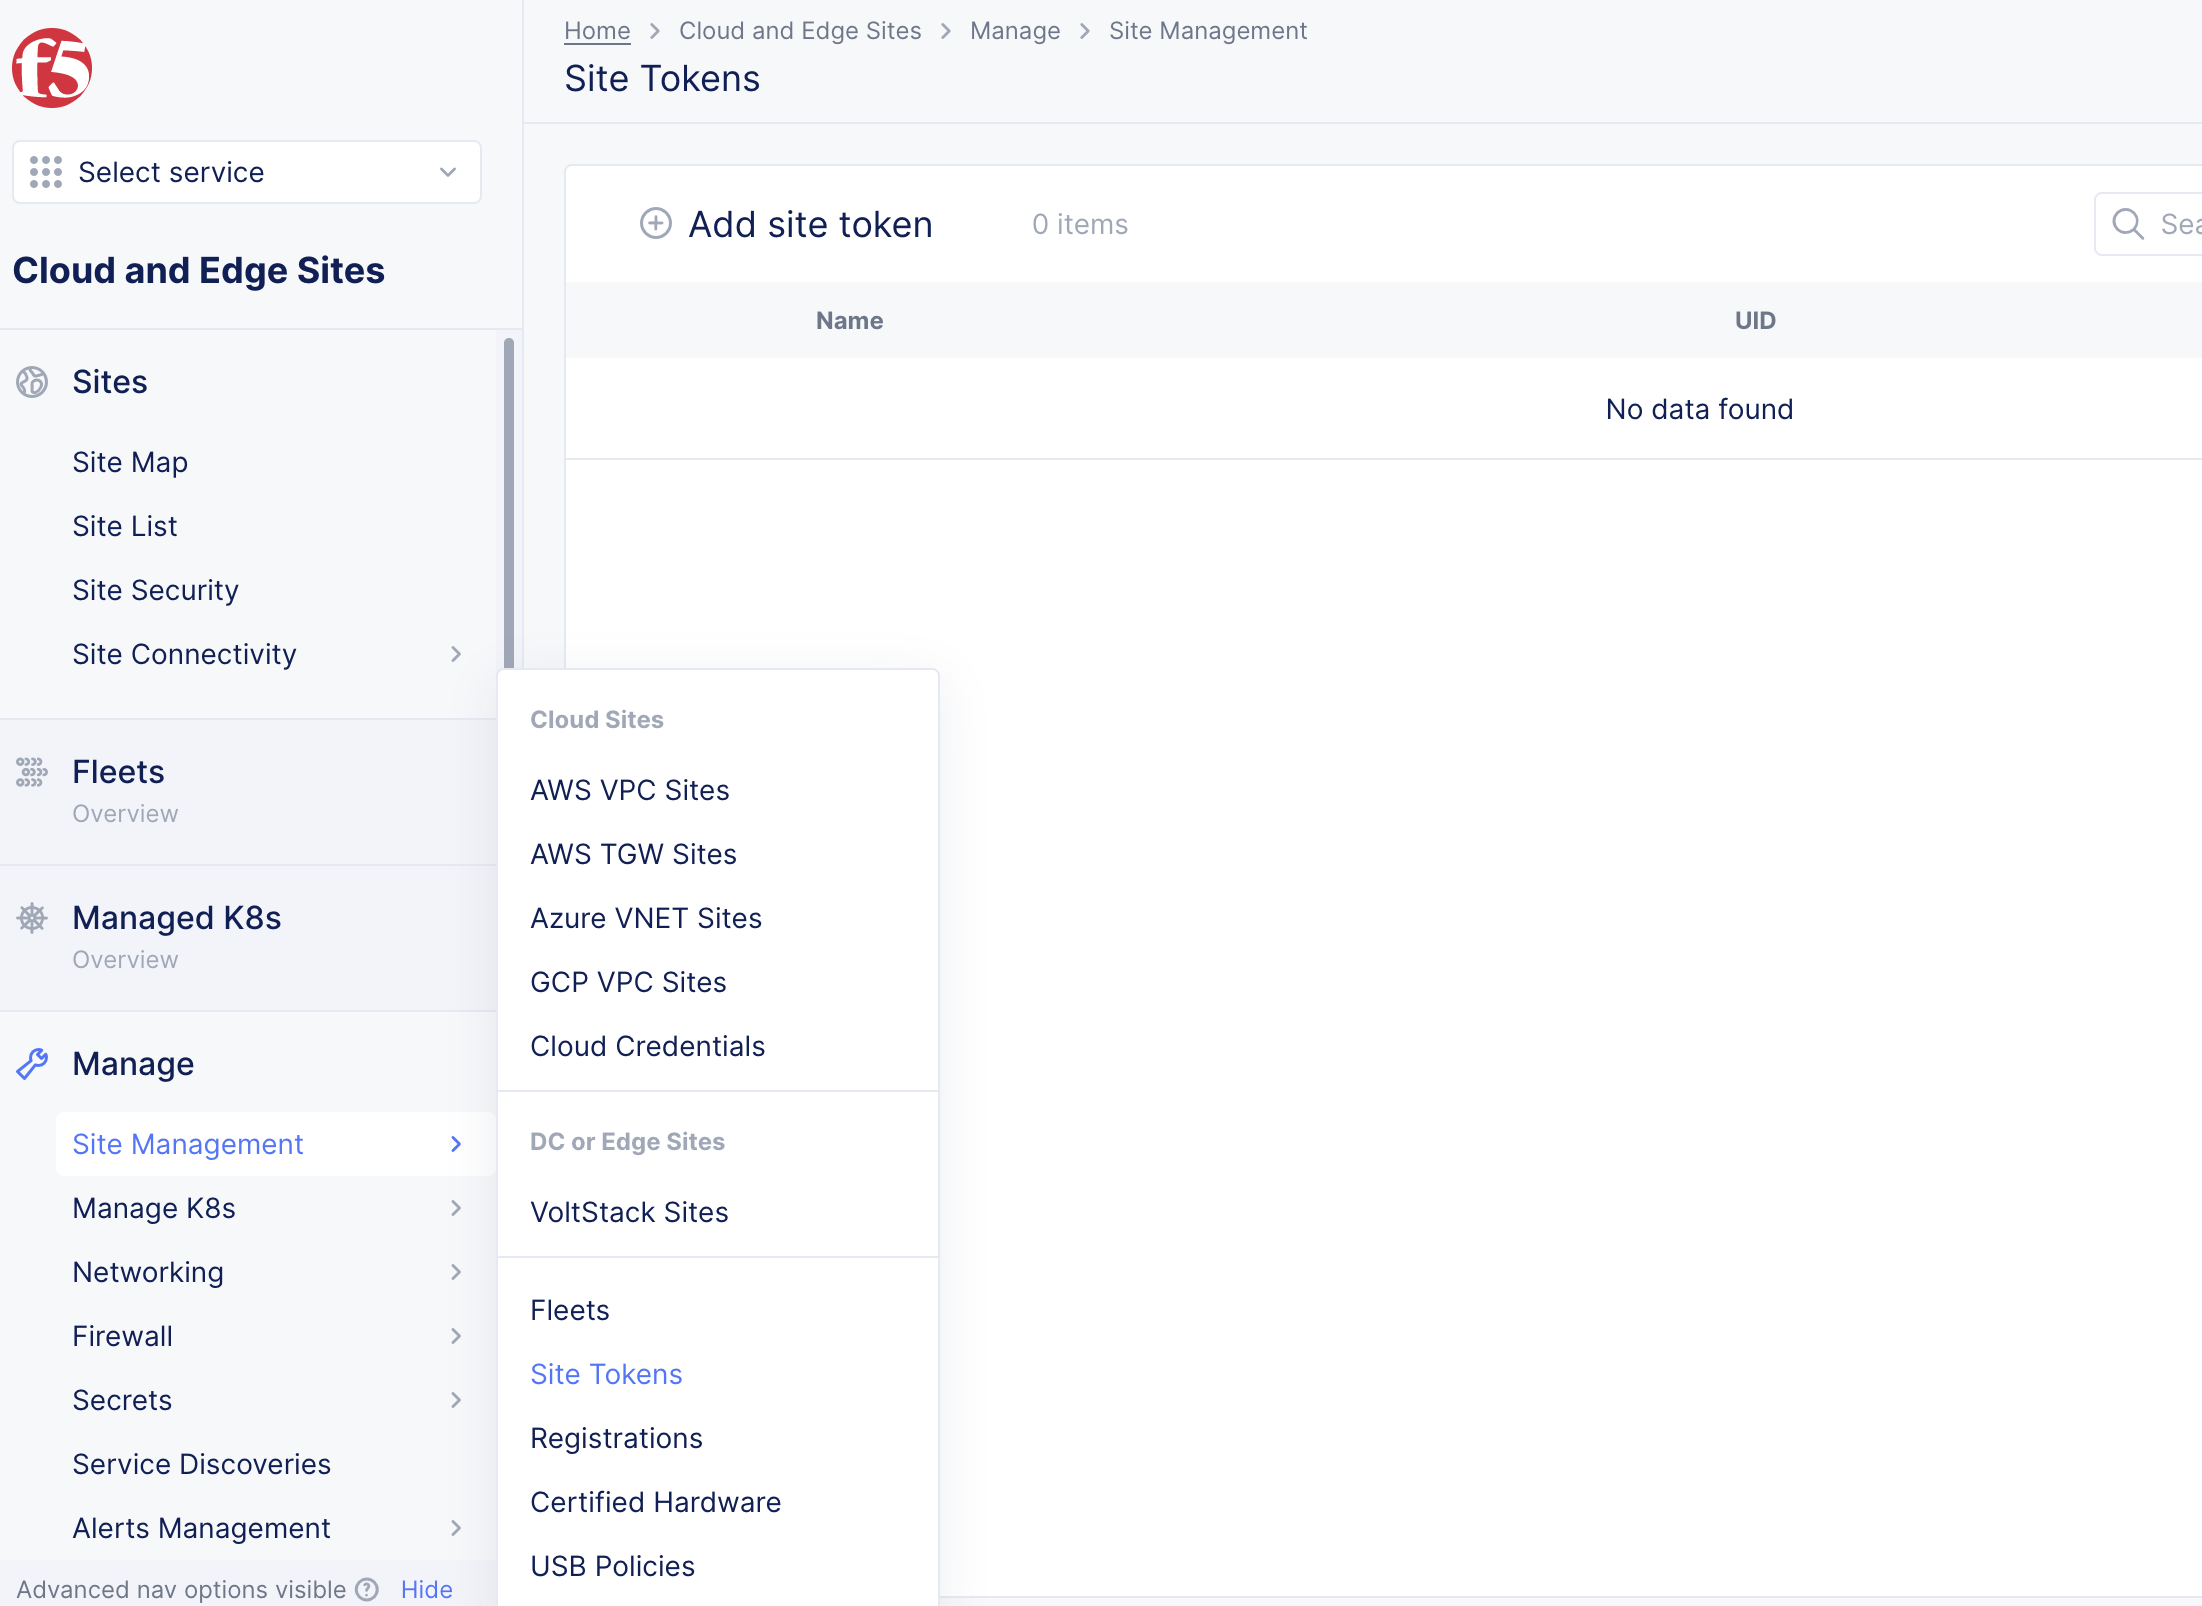 f5
Select service
Cloud and Edge Sites
Sites
Site Map
Site List
Site Security
Site Connectivity
Fleets
Overview
Managed K8s
Overview
Manage
Site Management
Manage K8s
Networking
Firewall
Secrets
Service Discoveries
Alerts Management
Advanced nav options visible ? Hide
Cloud Sites
AWS VPC Sites
AWS TGW Sites
Azure VNET Sites
GCP VPC Sites
Cloud Credentials
DC or Edge Sites
VoltStack Sites
Fleets
Site Tokens
Registrations
Certified Hardware
USB Policies
Home > Cloud and Edge Sites > Manage > Site Management
Site Tokens
Add site token 0 items Sea
Name UID
No data found